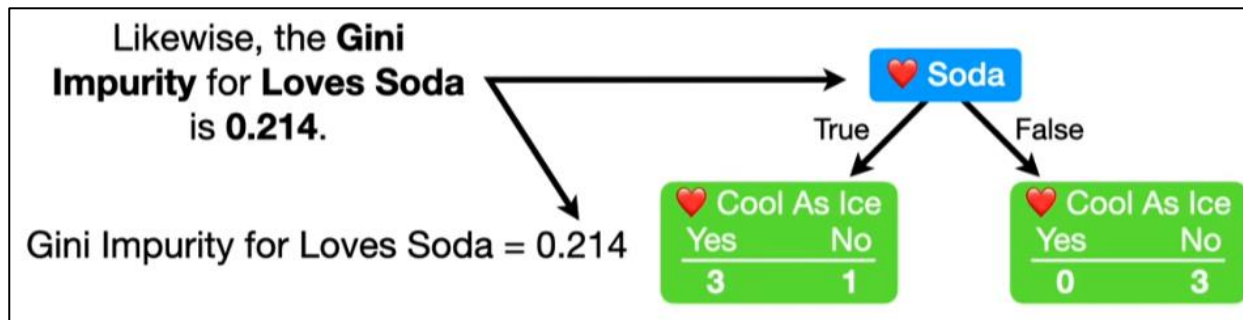 Likewise, the Gini
Impurity for Loves Soda
is 0.214.
❤️ Soda
True
False
Gini Impurity for Loves Soda = 0.214
❤️ Cool As Ice
Yes No
3 1
❤️ Cool As Ice
Yes No
0 3